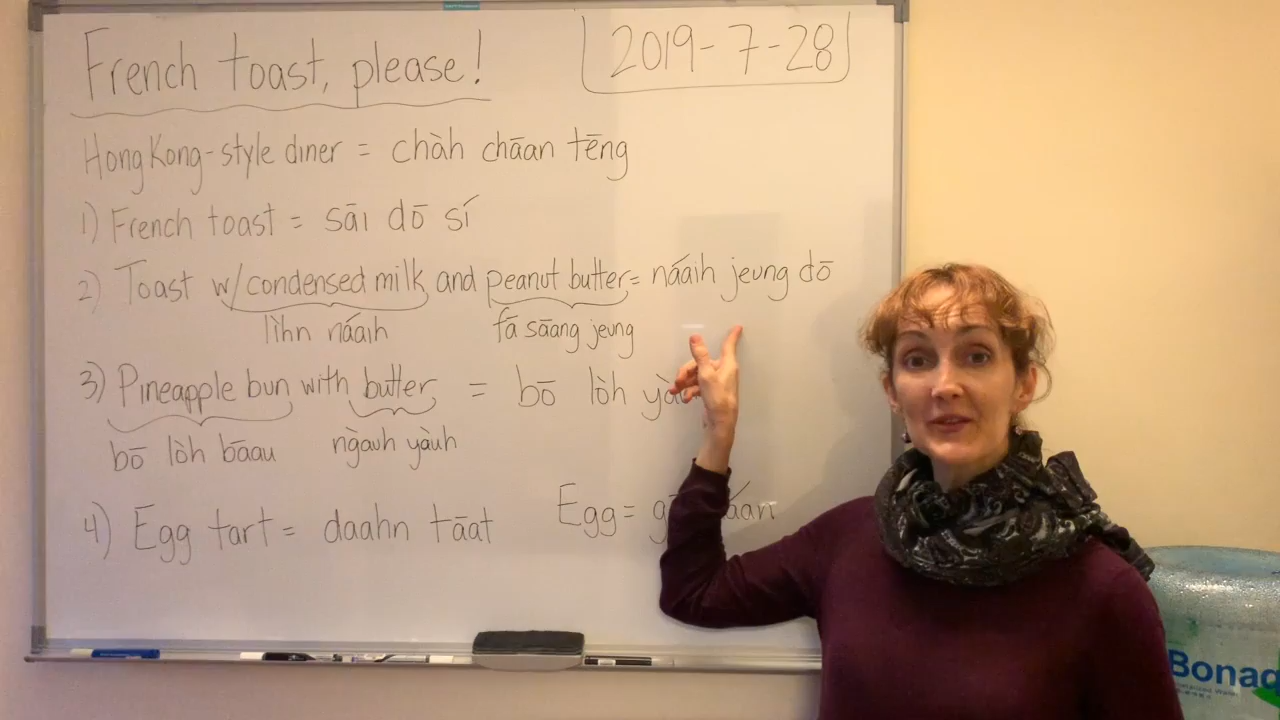 French toast, please!
2019-7-28
Hong Kong-style diner = chàh chāan tēng
1) French toast = sāi dō sí
2) Toast w/condensed milk and peanut butter = náaih jeung dō
lìhn náaih
fā sāang jeung
3) Pineapple bun with butter = bō lòh
bō lòh bāau
ngàuh yàuh
4) Egg tart = daahn tāat
Egg =
Bonaq